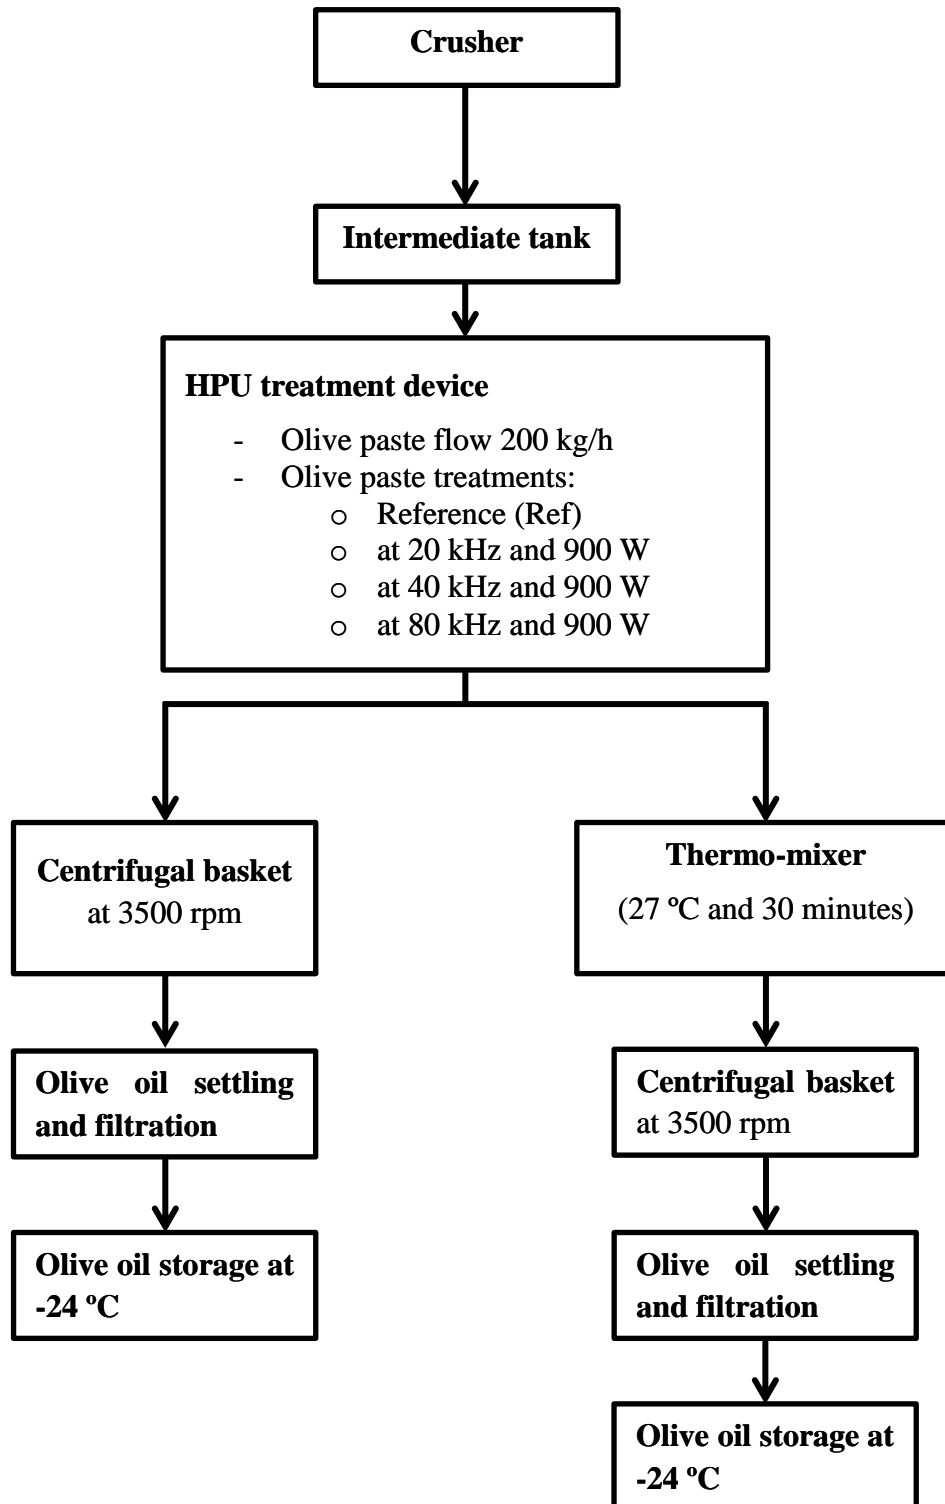 Crusher
Intermediate tank
HPU treatment device
- Olive paste flow 200 kg/h
- Olive paste treatments:
o Reference (Ref)
o at 20 kHz and 900 W
o at 40 kHz and 900 W
o at 80 kHz and 900 W
Centrifugal basket
at 3500 rpm
Olive oil settling
and filtration
Olive oil storage at
-24 ºC
Thermo-mixer
(27 ºC and 30 minutes)
Centrifugal basket
at 3500 rpm
Olive oil settling
and filtration
Olive oil storage at
-24 ºC